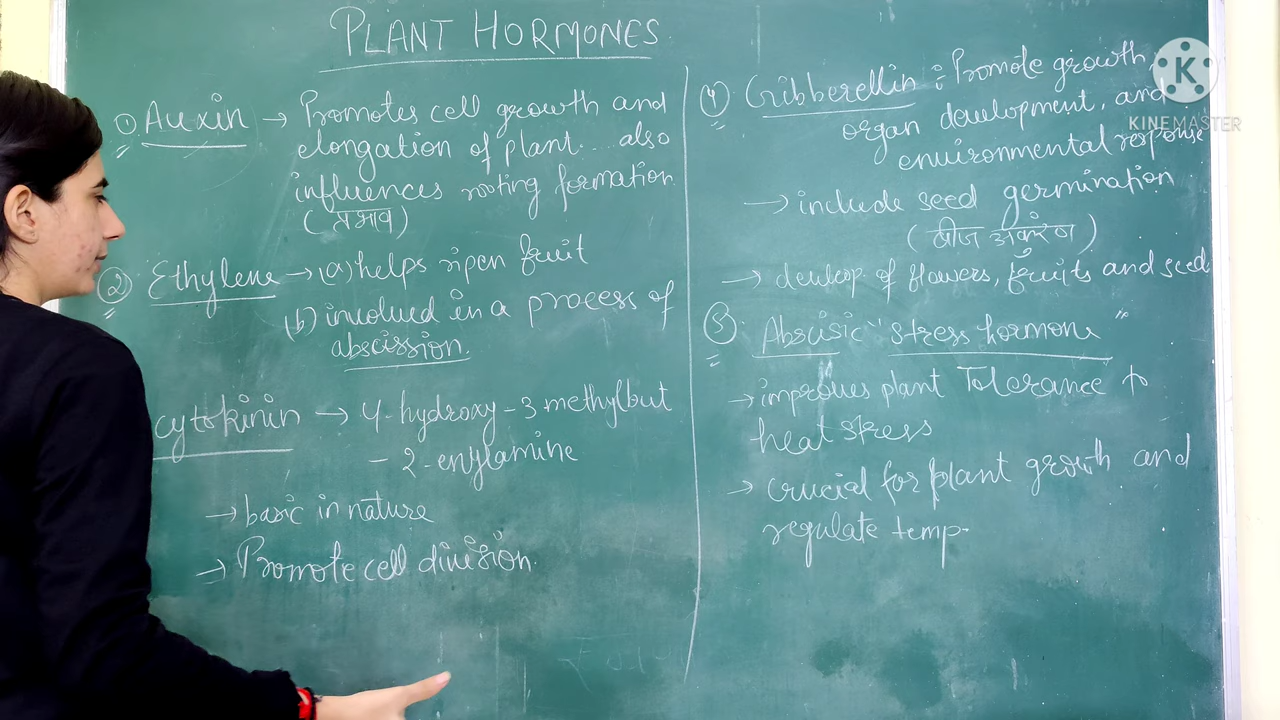 PLANT HORMONES
① Auxin → Promotes cell growth and
elongation of plant.... also
influences rooting formation
(प्रभाव)
② Ethylene → (a) helps ripen fruit
(b) involved in a process of
abscission.
cytokinin → 4-hydroxy-3 methylbut
-2-enylamine
→ basic in nature
→ Promote cell division.
④ Gibberellin : Promote growth,
organ development, and
environmental response
→ include seed germination
(बीज अंकुरण)
→ develop of flowers, fruits and seed
⑤ Abscisic "Stress hormone"
→ improves plant Tolerance to
heat stress
→ crucial for plant growth and
regulate temp.
KINEMASTER